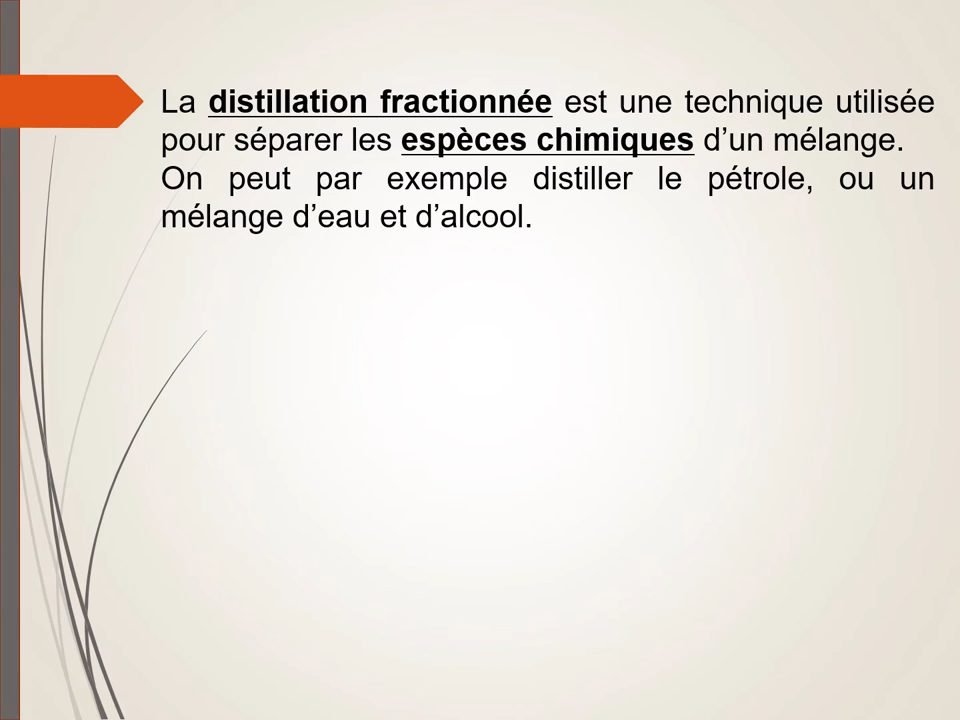 La distillation fractionnée est une technique utilisée
pour séparer les espèces chimiques d’un mélange.
On peut par exemple distiller le pétrole, ou un
mélange d’eau et d’alcool.